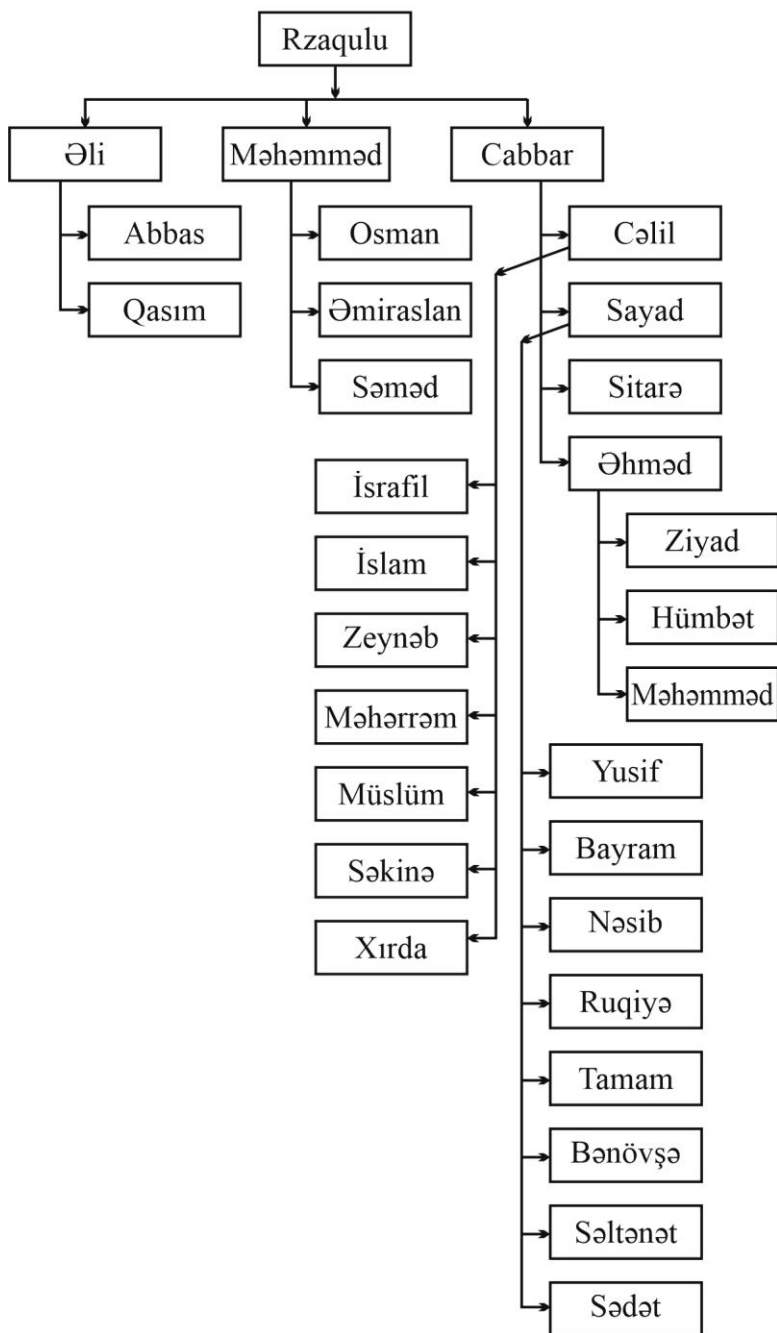 Rzaqulu
Əli
Məhəmməd
Cabbar
Abbas
Osman
Cəlil
Qasım
Əmiraslan
Sayad
Səməd
Sitarə
Əhməd
İsrafil
Ziyad
İslam
Hümbət
Zeynəb
Məhəmməd
Məhərrəm
Yusif
Müslüm
Bayram
Səkinə
Nəsib
Xırda
Ruqiyə
Tamam
Bənövşə
Səltənət
Sədət